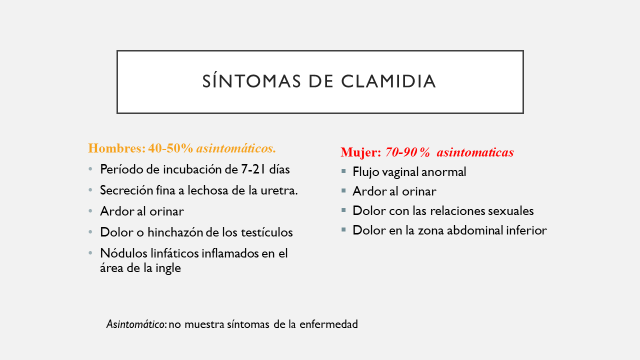 SÍNTOMAS DE CLAMIDIA
Hombres: 40-50% asintomáticos.
• Período de incubación de 7-21 días
• Secreción fina a lechosa de la uretra.
• Ardor al orinar
• Dolor o hinchazón de los testículos
• Nódulos linfáticos inflamados en el
área de la ingle
Mujer: 70-90% asintomaticas
▪ Flujo vaginal anormal
▪ Ardor al orinar
▪ Dolor con las relaciones sexuales
▪ Dolor en la zona abdominal inferior
Asintomático: no muestra síntomas de la enfermedad